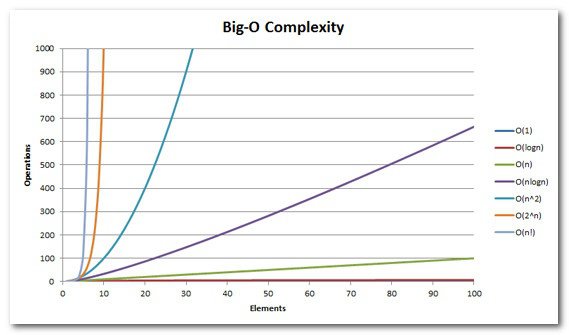 Big-O Complexity
1000
900
800
700
600
500
400
300
200
100
0
Operations
0 10 20 30 40 50 60 70 80 90 100
Elements
O(1)
O(logn)
O(n)
O(nlogn)
O(n^2)
O(2^n)
O(n!)